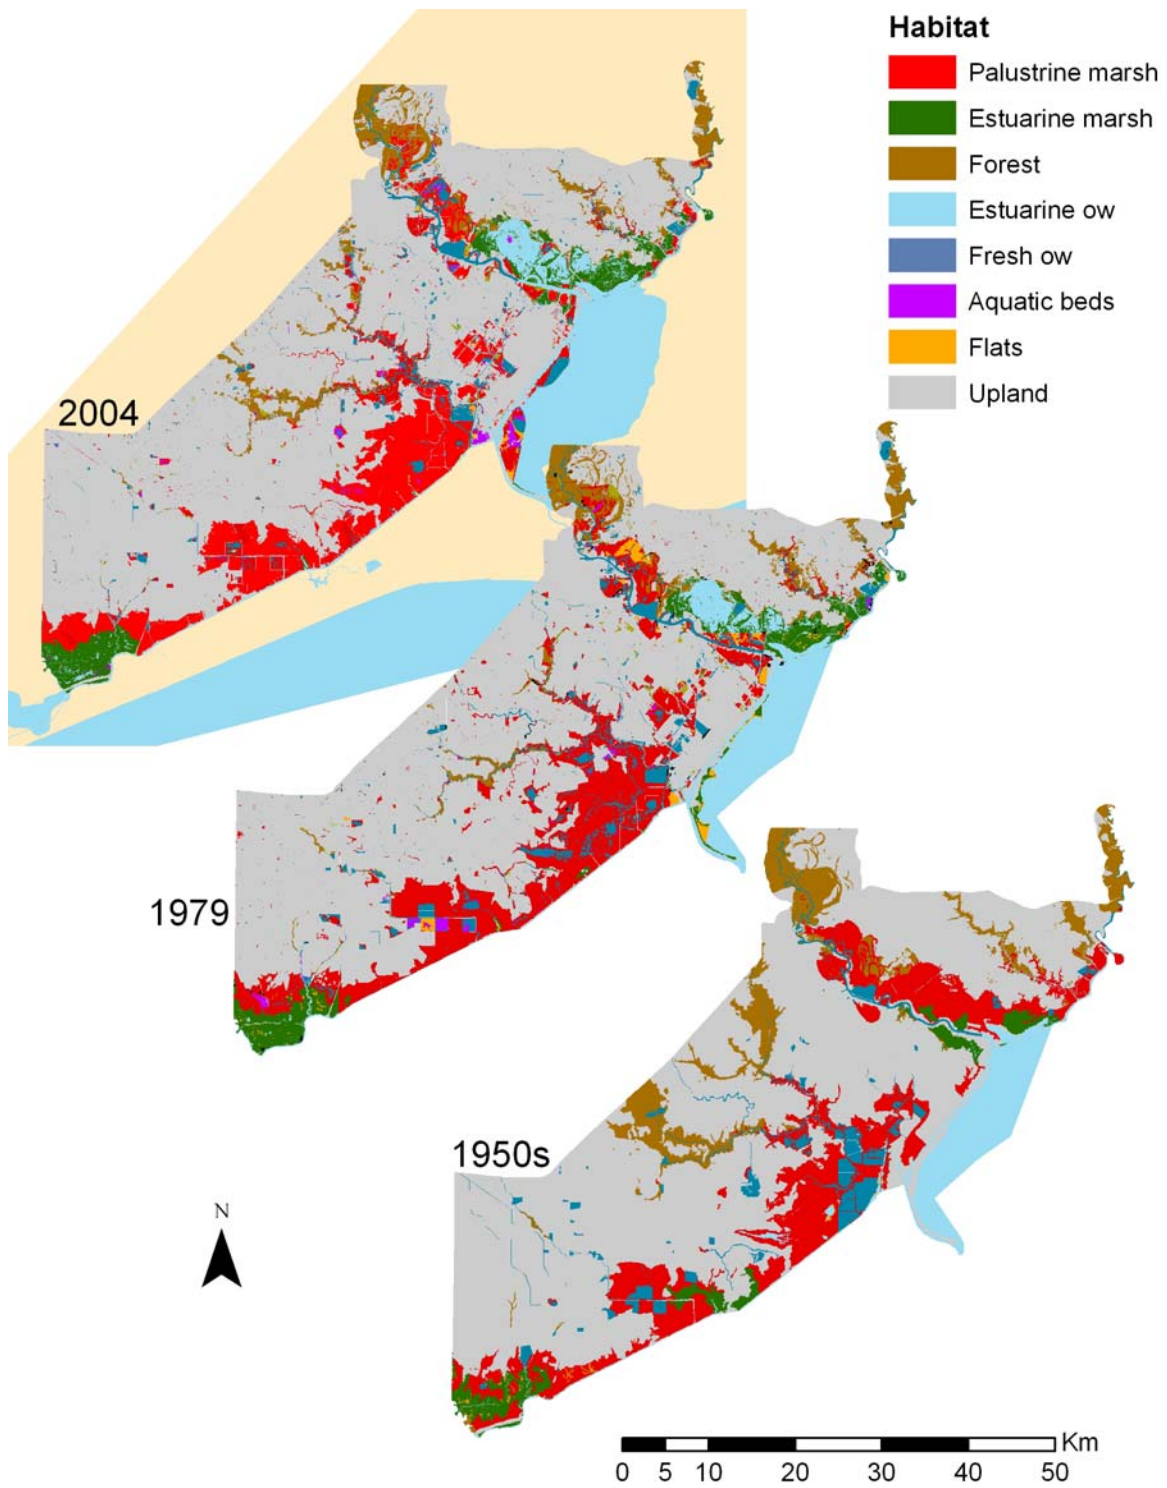 Habitat
Palustrine marsh
Estuarine marsh
Forest
Estuarine ow
Fresh ow
Aquatic beds
Flats
Upland
2004
1979
1950s
N
Km
0 5 10 20 30 40 50